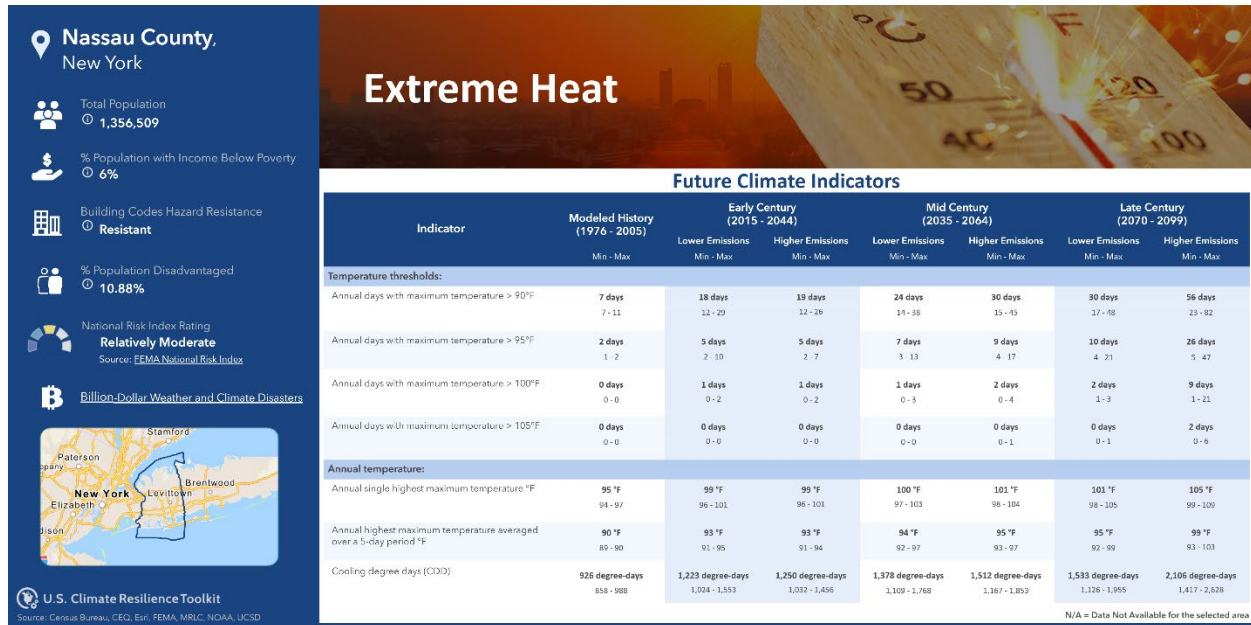 Nassau County,
New York
Total Population
1,356,509
% Population with Income Below Poverty
6%
Building Codes Hazard Resistance
Resistant
% Population Disadvantaged
10.88%
National Risk Index Rating
Relatively Moderate
Source: FEMA National Risk Index
Billion-Dollar Weather and Climate Disasters
Stamford
Paterson
Brentwood
New York
Levittown
Elizabeth
U.S. Climate Resilience Toolkit
Source: Census Bureau, CEQ, Esri, FEMA, MRLC, NOAA, UCSD
Extreme Heat
°C
F
50
120
100
Future Climate Indicators
Indicator
Modeled History
(1976 - 2005)
Early Century
(2015 - 2044)
Mid Century
(2035 - 2064)
Late Century
(2070 - 2099)
Lower Emissions Higher Emissions Lower Emissions Higher Emissions Lower Emissions Higher Emissions
Min - Max Min - Max Min - Max Min - Max Min - Max Min - Max Min - Max
Temperature thresholds:
Annual days with maximum temperature > 90°F 7 days 18 days 19 days 24 days 30 days 30 days 56 days
7 - 11 12 - 29 12 - 26 14 - 38 15 - 45 17 - 48 23 - 82
Annual days with maximum temperature > 95°F 2 days 5 days 5 days 7 days 9 days 10 days 26 days
1 - 2 2 - 10 2 - 7 3 - 13 4 - 17 4 - 21 5 - 47
Annual days with maximum temperature > 100°F 0 days 1 days 1 days 1 days 2 days 2 days 9 days
0 - 0 0 - 2 0 - 2 0 - 3 0 - 4 1 - 3 1 - 21
Annual days with maximum temperature > 105°F 0 days 0 days 0 days 0 days 0 days 0 days 2 days
0 - 0 0 - 0 0 - 0 0 - 0 0 - 1 0 - 1 0 - 6
Annual temperature:
Annual single highest maximum temperature °F 95 °F 99 °F 99 °F 100 °F 101 °F 101 °F 105 °F
94 - 97 96 - 101 96 - 101 97 - 103 98 - 104 98 - 105 99 - 109
Annual highest maximum temperature averaged
over a 5-day period °F 90 °F 93 °F 93 °F 94 °F 95 °F 95 °F 99 °F
89 - 90 91 - 95 91 - 94 92 - 97 93 - 97 92 - 99 93 - 103
Cooling degree days (CDD) 926 degree-days 1,223 degree-days 1,250 degree-days 1,378 degree-days 1,512 degree-days 1,533 degree-days 2,106 degree-days
858 - 988 1,024 - 1,553 1,032 - 1,456 1,109 - 1,768 1,167 - 1,853 1,126 - 1,955 1,417 - 2,628
N/A = Data Not Available for the selected area